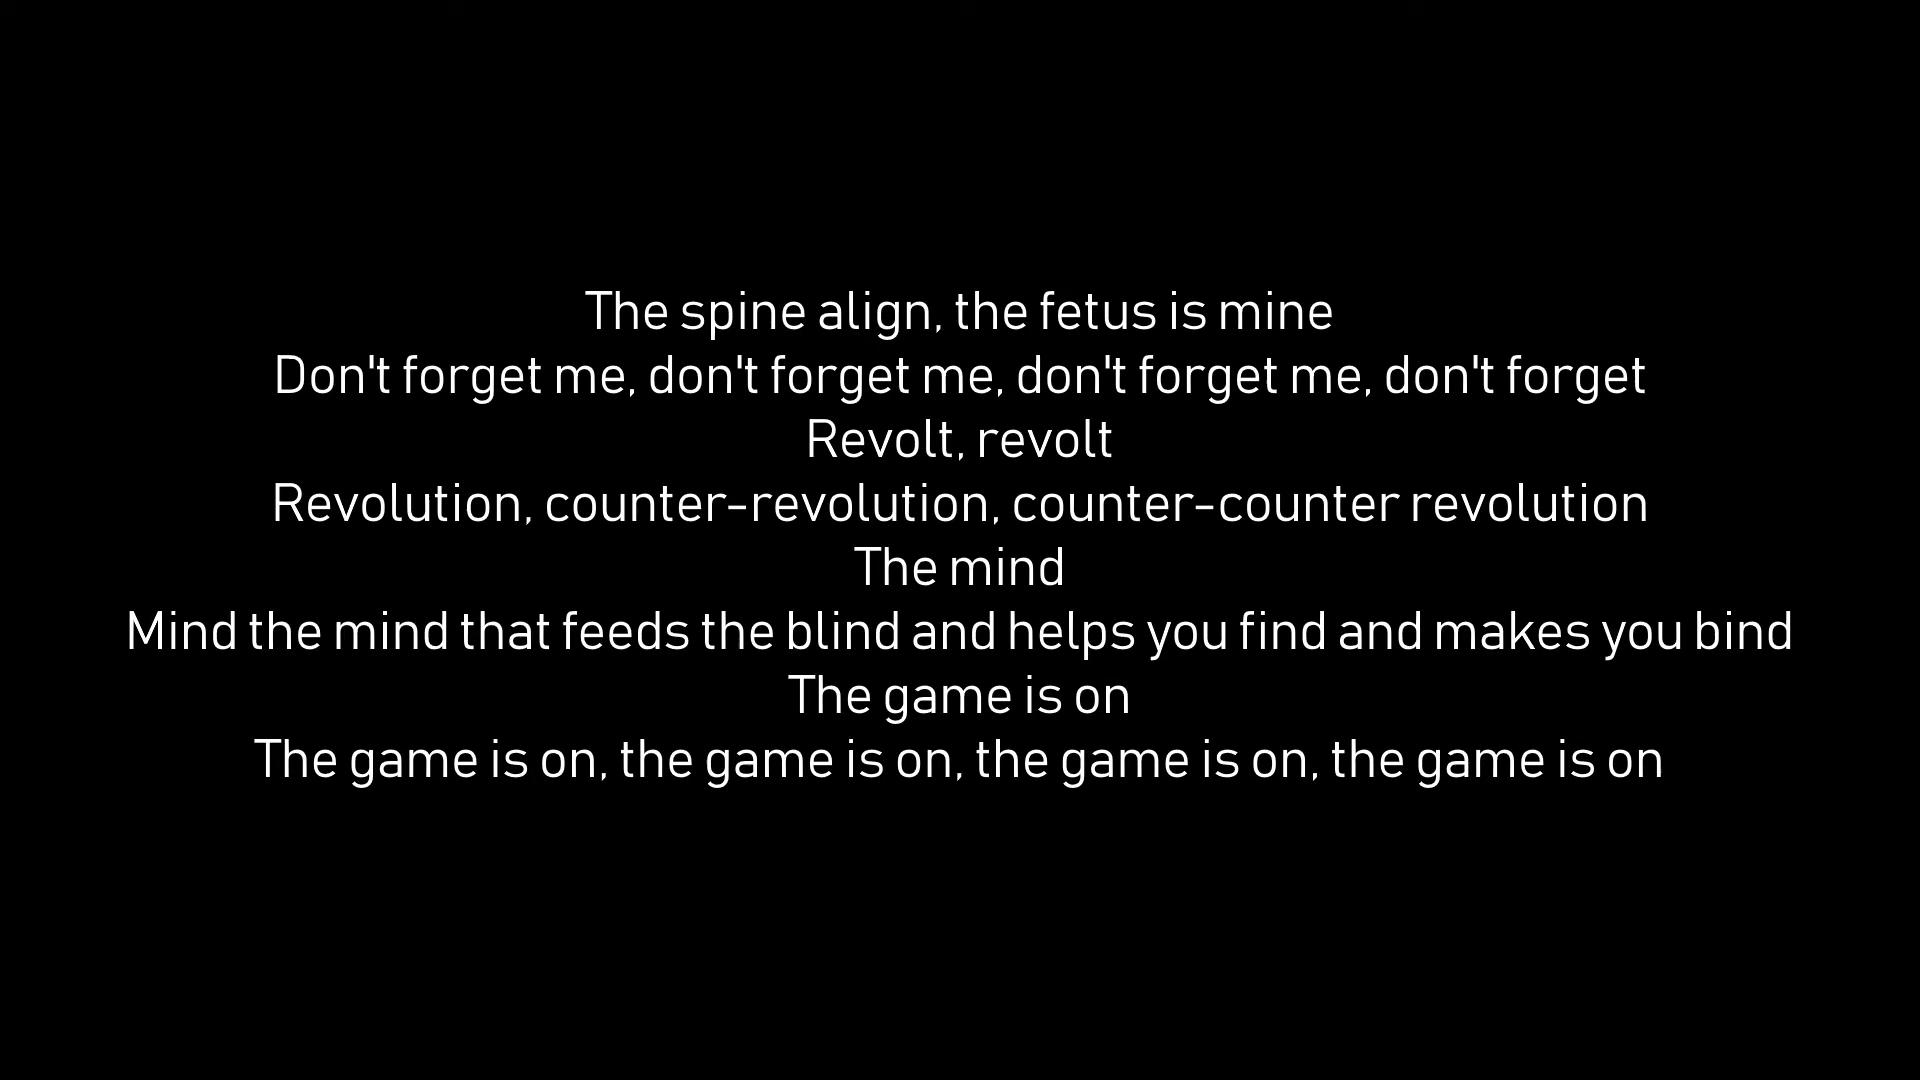 The spine align, the fetus is mine
Don't forget me, don't forget me, don't forget me, don't forget
Revolt, revolt
Revolution, counter-revolution, counter-counter revolution
The mind
Mind the mind that feeds the blind and helps you find and makes you bind
The game is on
The game is on, the game is on, the game is on, the game is on